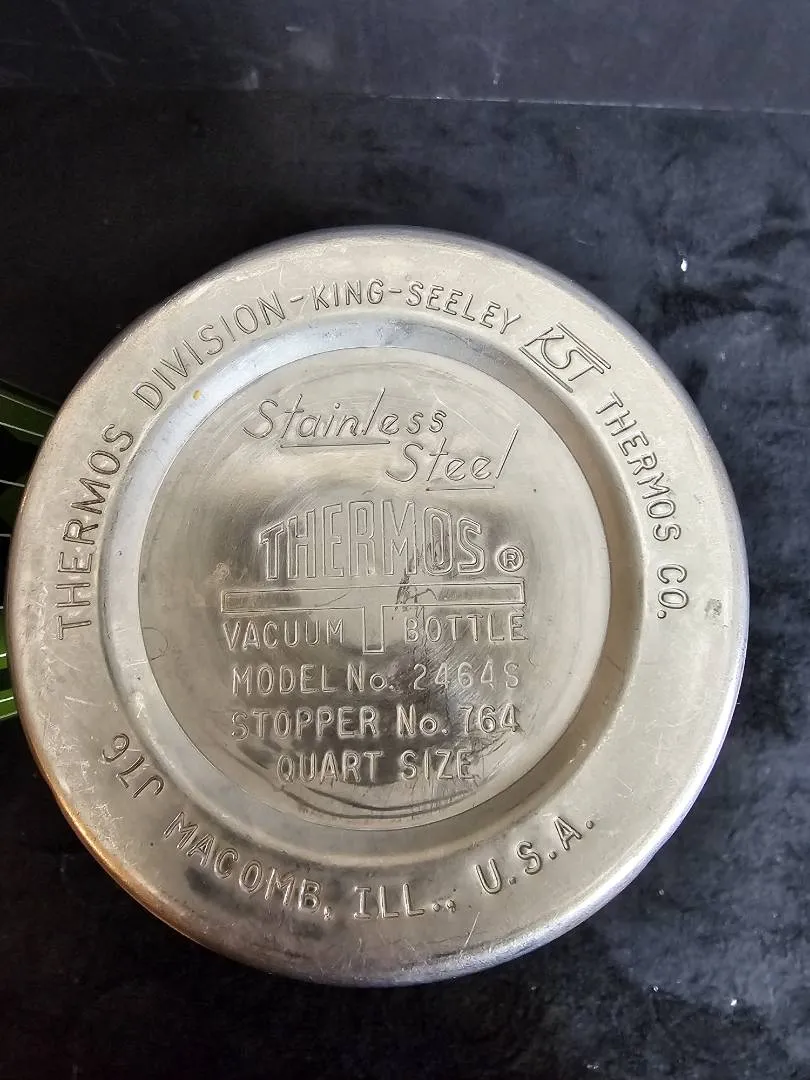 THERMOS DIVISION-KING-SEELEY KST THERMOS CO.
Stainless
Steel
THERMOS®
VACUUM BOTTLE
MODEL No. 2464S
STOPPER No. 764
QUART SIZE
J76 MACOMB, ILL., U.S.A.